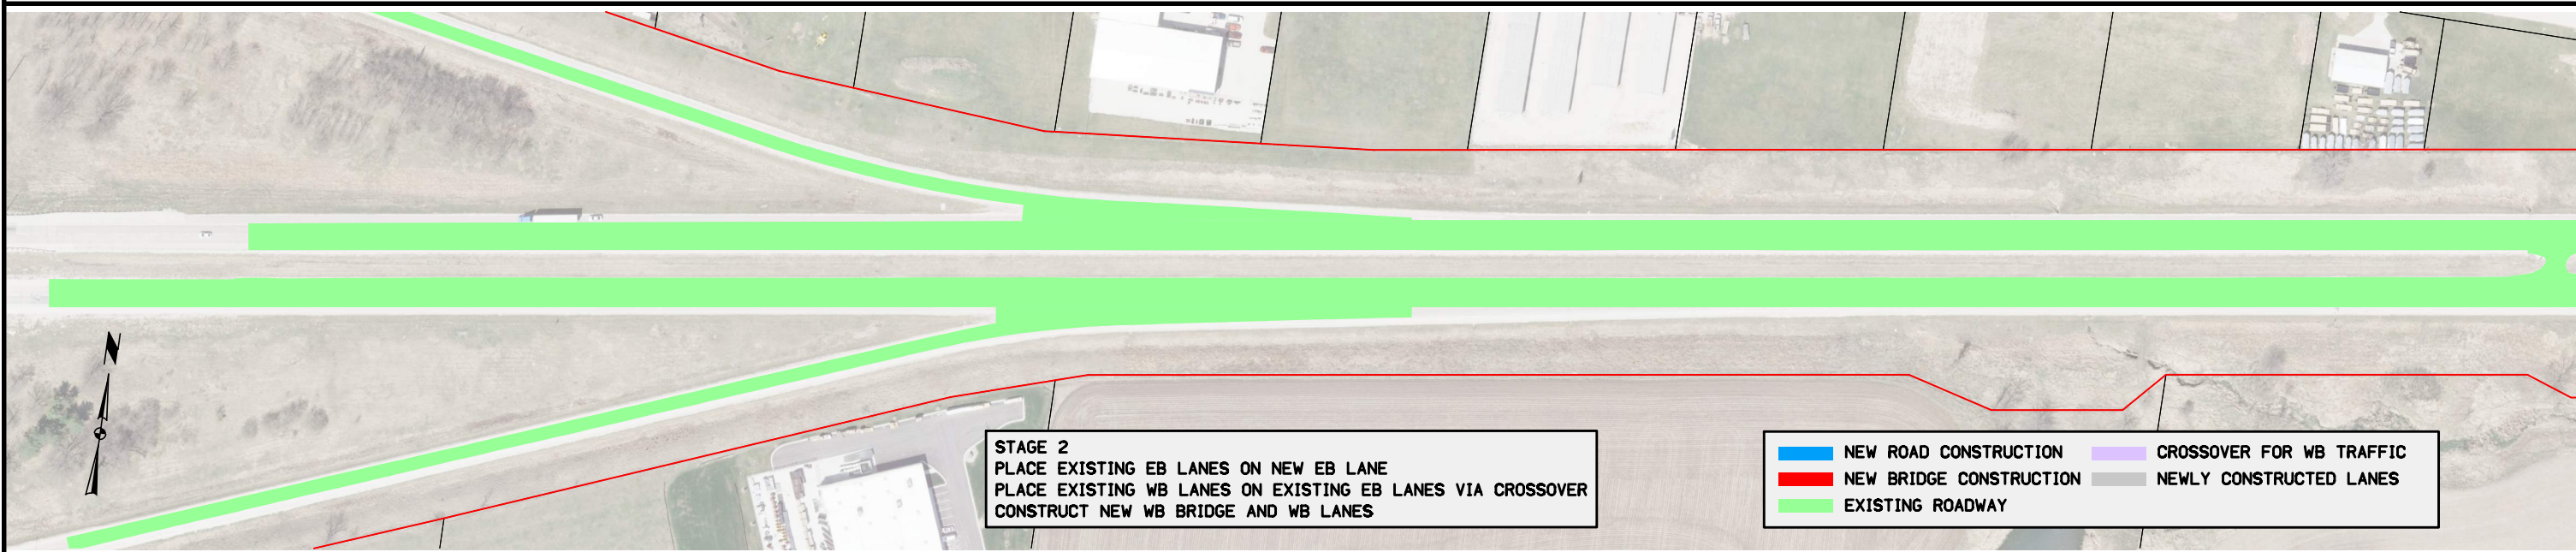 N
STAGE 2
PLACE EXISTING EB LANES ON NEW EB LANE
PLACE EXISTING WB LANES ON EXISTING EB LANES VIA CROSSOVER
CONSTRUCT NEW WB BRIDGE AND WB LANES
NEW ROAD CONSTRUCTION
NEW BRIDGE CONSTRUCTION
EXISTING ROADWAY
CROSSOVER FOR WB TRAFFIC
NEWLY CONSTRUCTED LANES